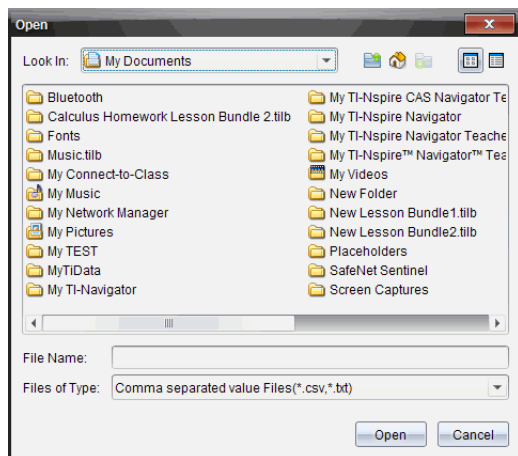 Open
Look In: My Documents
Bluetooth
Calculus Homework Lesson Bundle 2.tilb
Fonts
Music.tilb
My Connect-to-Class
My Music
My Network Manager
My Pictures
My TEST
MyTiData
My TI-Navigator
My TI-Nspire CAS Navigator Te
My TI-Nspire Navigator
My TI-Nspire Navigator Teache
My TI-Nspire™ Navigator™ Tea
My Videos
New Folder
New Lesson Bundle1.tilb
New Lesson Bundle2.tilb
Placeholders
SafeNet Sentinel
Screen Captures
File Name:
Files of Type: Comma separated value Files(*.csv,*.txt)
Open Cancel